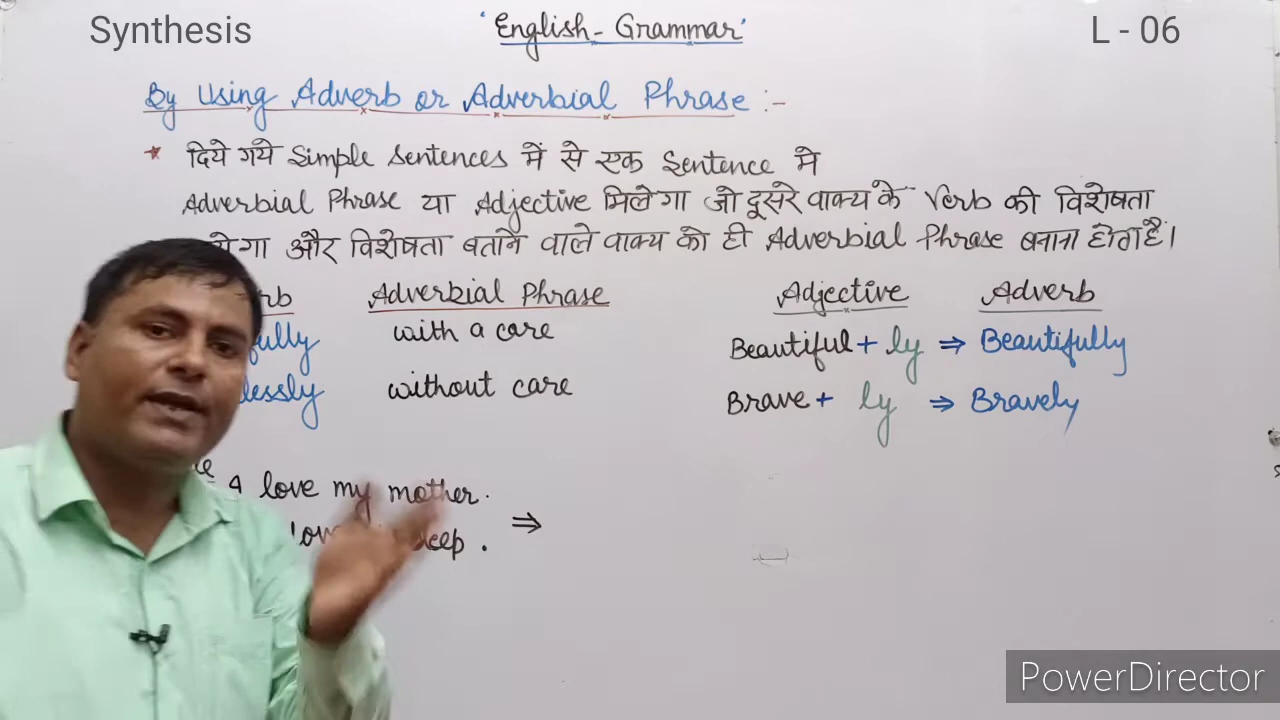 Synthesis
'English-Grammar'
L - 06
By Using Adverb or Adverbial Phrase :-
* दिये गये Simple Sentences में से एक Sentence मे
Adverbial Phrase या Adjective मिलेगा जो दूसरे वाक्य के Verb की विशेषता
और विशेषता बताने वाले वाक्य को ही Adverbial Phrase बनाना होता है।
Adverbial Phrase
Adjective
Adverb
with a care
Beautiful + ly ⇒ Beautifully
without care
Brave + ly ⇒ Bravely
love my mother.
⇒
PowerDirector